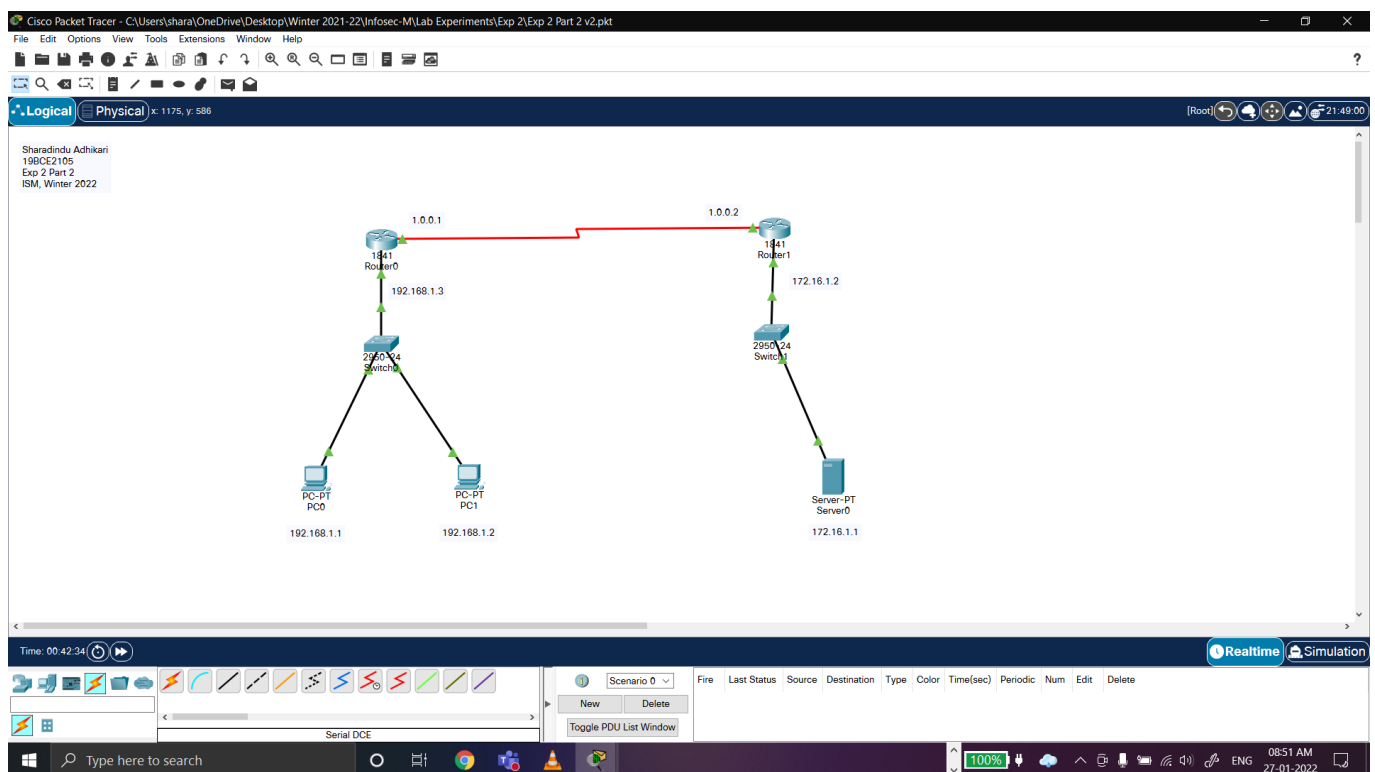 Cisco Packet Tracer - C:\Users\shara\OneDrive\Desktop\Winter 2021-22\Infosec-M\Lab Experiments\Exp 2\Exp 2 Part 2 v2.pkt
File Edit Options View Tools Extensions Window Help
?
Logical Physical x: 1175, y: 586 [Root] 21:49:00
Sharadindu Adhikari
19BCE2105
Exp 2 Part 2
ISM, Winter 2022
1.0.0.1
1.0.0.2
1841
Router0
1841
Router1
192.168.1.3
172.16.1.2
2950-24
Switch0
2950-24
Switch1
PC-PT
PC0
PC-PT
PC1
Server-PT
Server0
192.168.1.1
192.168.1.2
172.16.1.1
Time: 00:42:34 Realtime Simulation
Scenario 0
New Delete
Toggle PDU List Window
Fire Last Status Source Destination Type Color Time(sec) Periodic Num Edit Delete
Serial DCE
Type here to search
100%
ENG
08:51 AM
27-01-2022